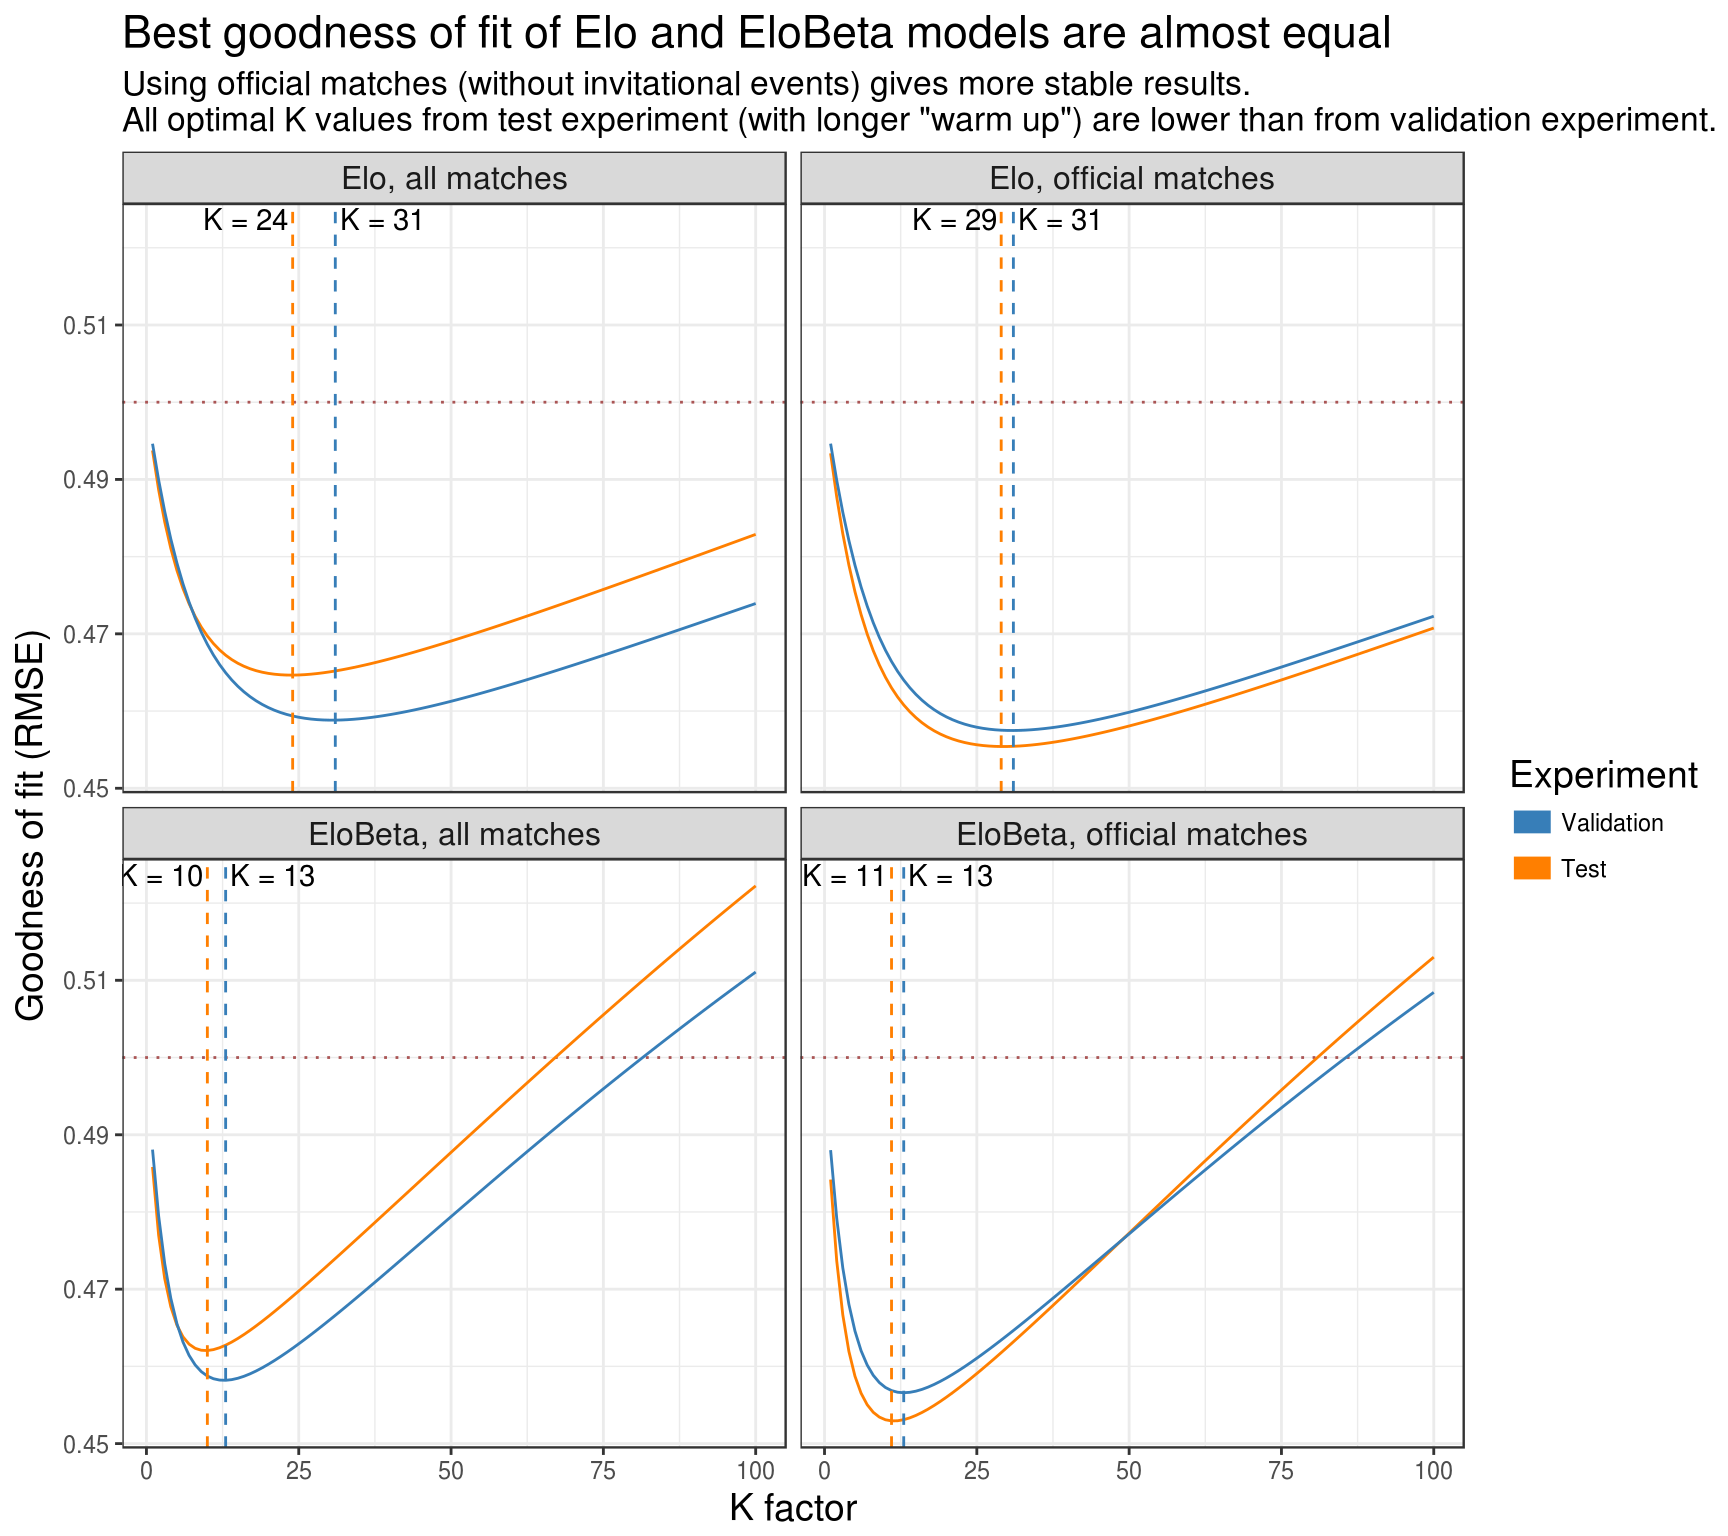 Best goodness of fit of Elo and EloBeta models are almost equal
Using official matches (without invitational events) gives more stable results.
All optimal K values from test experiment (with longer "warm up") are lower than from validation experiment.
Elo, all matches
Elo, official matches
K = 24
K = 31
K = 29
K = 31
0.51
0.49
0.47
0.45
EloBeta, all matches
EloBeta, official matches
K = 10
K = 13
K = 11
K = 13
0.51
0.49
0.47
0.45
0
25
50
75
100
0
25
50
75
100
K factor
Goodness of fit (RMSE)
Experiment
Validation
Test